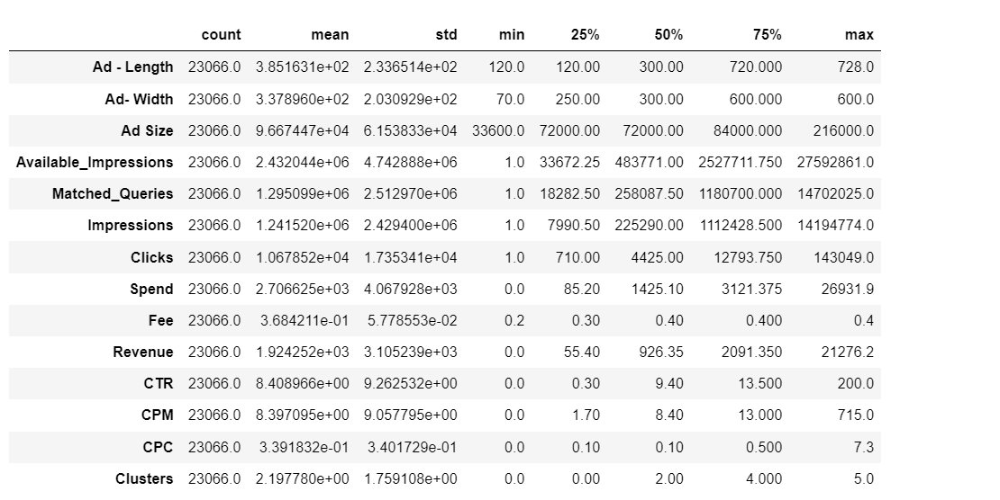 count mean std min 25% 50% 75% max
Ad - Length 23066.0 3.851631e+02 2.336514e+02 120.0 120.00 300.00 720.000 728.0
Ad- Width 23066.0 3.378960e+02 2.030929e+02 70.0 250.00 300.00 600.000 600.0
Ad Size 23066.0 9.667447e+04 6.153833e+04 33600.0 72000.00 72000.00 84000.000 216000.0
Available_Impressions 23066.0 2.432044e+06 4.742888e+06 1.0 33672.25 483771.00 2527711.750 27592861.0
Matched_Queries 23066.0 1.295099e+06 2.512970e+06 1.0 18282.50 258087.50 1180700.000 14702025.0
Impressions 23066.0 1.241520e+06 2.429400e+06 1.0 7990.50 225290.00 1112428.500 14194774.0
Clicks 23066.0 1.067852e+04 1.735341e+04 1.0 710.00 4425.00 12793.750 143049.0
Spend 23066.0 2.706625e+03 4.067928e+03 0.0 85.20 1425.10 3121.375 26931.9
Fee 23066.0 3.684211e-01 5.778553e-02 0.2 0.30 0.40 0.400 0.4
Revenue 23066.0 1.924252e+03 3.105239e+03 0.0 55.40 926.35 2091.350 21276.2
CTR 23066.0 8.408966e+00 9.262532e+00 0.0 0.30 9.40 13.500 200.0
CPM 23066.0 8.397095e+00 9.057795e+00 0.0 1.70 8.40 13.000 715.0
CPC 23066.0 3.391832e-01 3.401729e-01 0.0 0.10 0.10 0.500 7.3
Clusters 23066.0 2.197780e+00 1.759108e+00 0.0 0.00 2.00 4.000 5.0